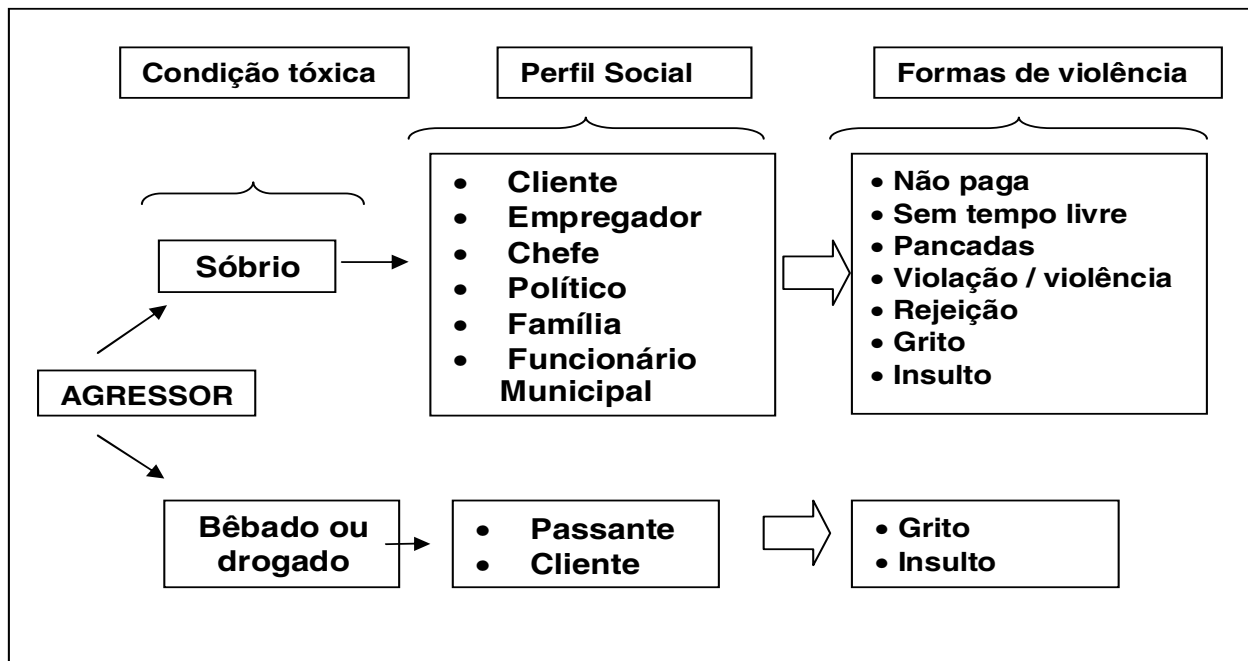 Condição tóxica
Perfil Social
Formas de violência
AGRESSOR
Sóbrio
• Cliente
• Empregador
• Chefe
• Político
• Família
• Funcionário
Municipal
• Não paga
• Sem tempo livre
• Pancadas
• Violação / violência
• Rejeição
• Grito
• Insulto
Bêbado ou
drogado
• Passante
• Cliente
• Grito
• Insulto